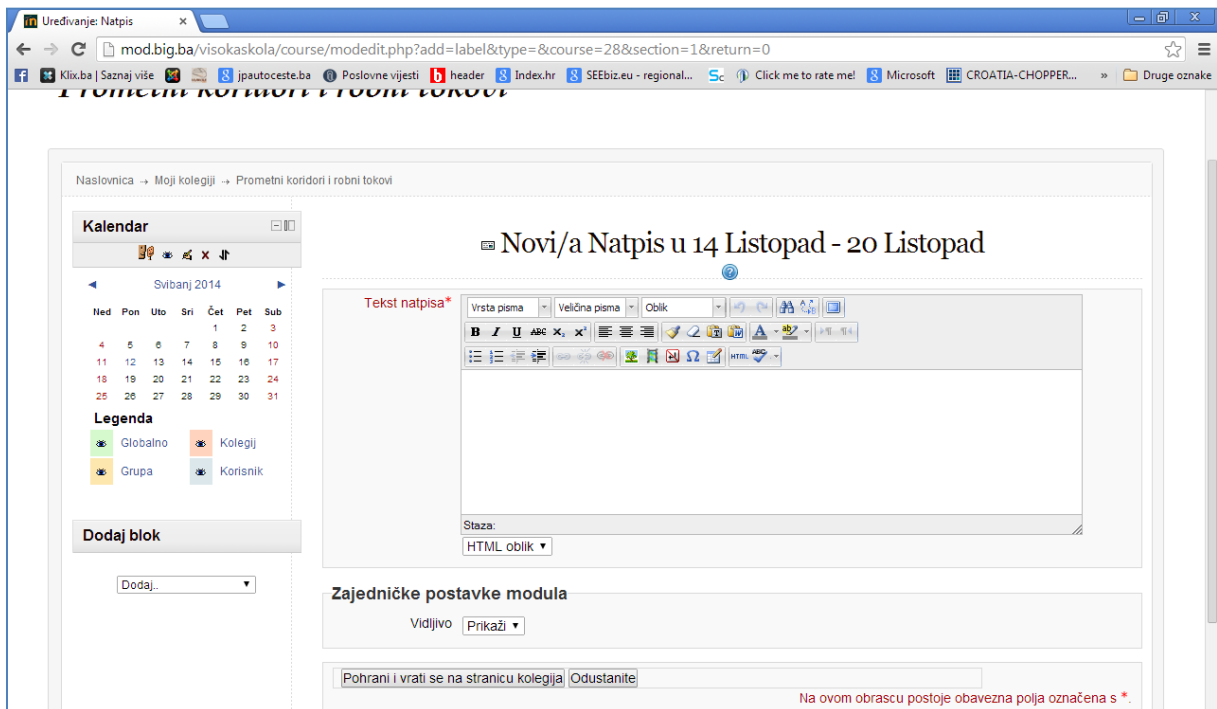 Uređivanje: Natpis
mod.big.ba/visokaskola/course/modedit.php?add=label&type=&course=28&section=1&return=0
Klix.ba | Saznaj više jpautoceste.ba Poslovne vijesti header Index.hr SEEbiz.eu - regional... Click me to rate me! Microsoft CROATIA-CHOPPER... » Druge oznake
Prometni koridori i robni tokovi
Naslovnica → Moji kolegiji → Prometni koridori i robni tokovi
Kalendar
Svibanj 2014
Ned Pon Uto Sri Čet Pet Sub
1 2 3
4 5 6 7 8 9 10
11 12 13 14 15 16 17
18 19 20 21 22 23 24
25 26 27 28 29 30 31
Legenda
Globalno Kolegij
Grupa Korisnik
Dodaj blok
Dodaj..
Novi/a Natpis u 14 Listopad - 20 Listopad
Tekst natpisa*
Vrsta pisma Veličina pisma Oblik
B I U ABC X₂ X² A ab
Ω HTML ABC
Staza:
HTML oblik
Zajedničke postavke modula
Vidljivo Prikaži
Pohrani i vrati se na stranicu kolegija Odustanite
Na ovom obrascu postoje obavezna polja označena s *.